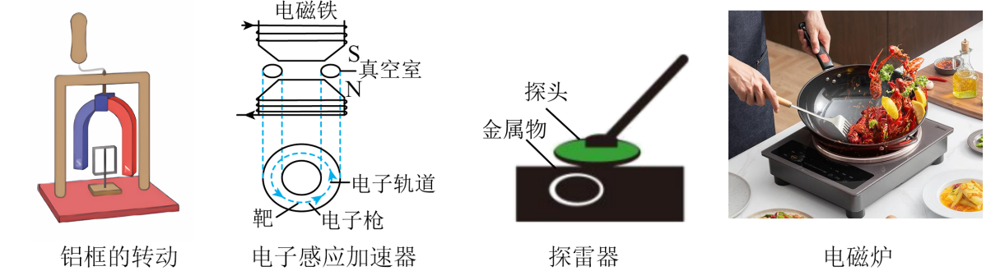 电磁铁
S
真空室
N
电子轨道
靶
电子枪
探头
金属物
铝框的转动
电子感应加速器
探雷器
电磁炉